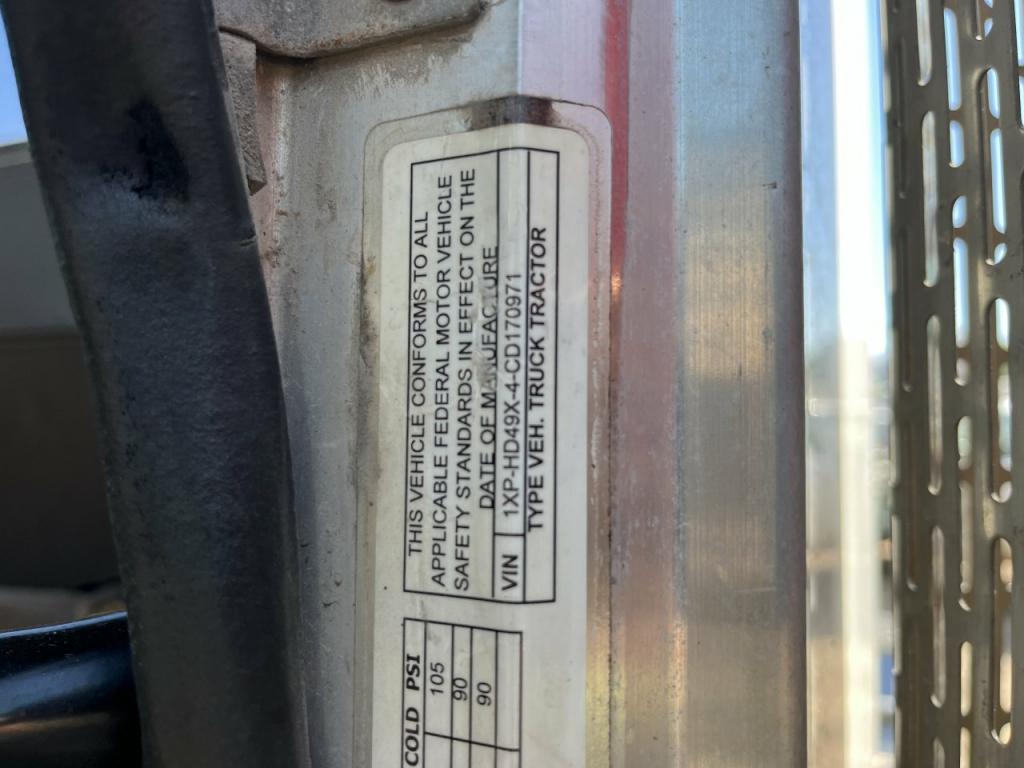 THIS VEHICLE CONFORMS TO ALL
APPLICABLE FEDERAL MOTOR VEHICLE
SAFETY STANDARDS IN EFFECT ON THE
DATE OF MANUFACTURE
VIN 1XP-HD49X-4-CD170971
TYPE VEH. TRUCK TRACTOR
COLD PSI
105
90
90